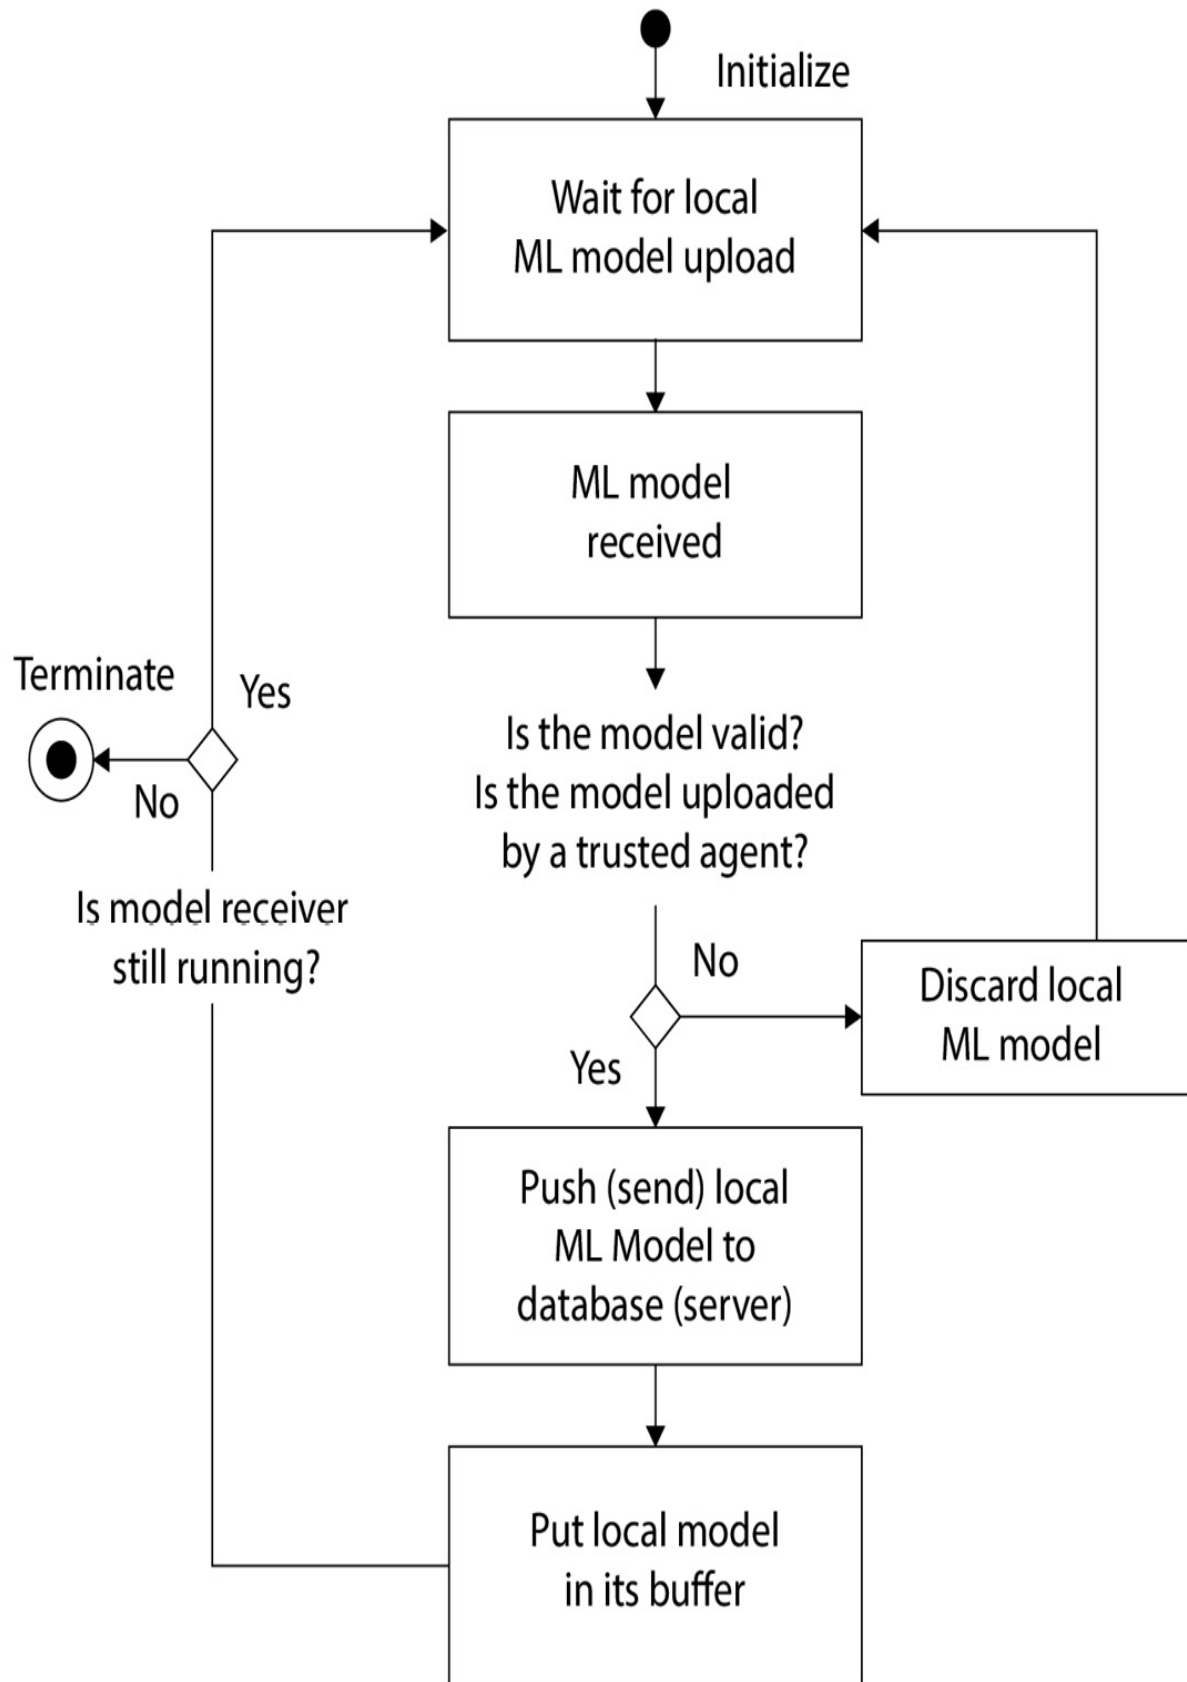 Initialize
Wait for local
ML model upload
ML model
received
Terminate
Yes
No
Is the model valid?
Is the model uploaded
by a trusted agent?
Is model receiver
still running?
No
Discard local
ML model
Yes
Push (send) local
ML Model to
database (server)
Put local model
in its buffer